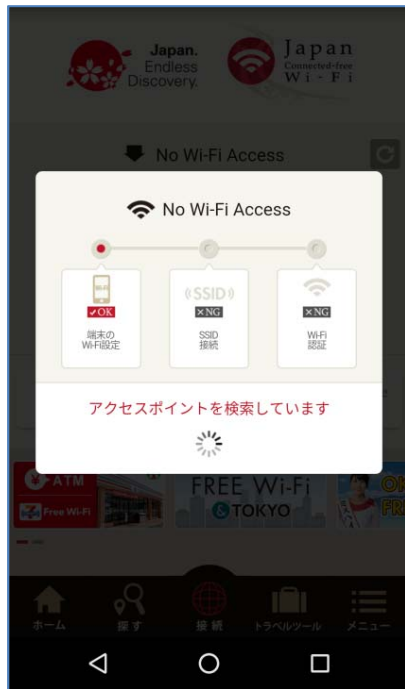 Japan.
Endless
Discovery.
Japan
Connected-free
Wi-Fi
No Wi-Fi Access
No Wi-Fi Access
Wi-Fi
✔OK
端末の
Wi-Fi設定
((SSID))
×NG
SSID
接続
×NG
Wi-Fi
認証
アクセスポイントを検索しています
ATM
Free Wi-Fi
FREE Wi-Fi
&TOKYO
ホーム
探す
接続
トラベルツール
メニュー